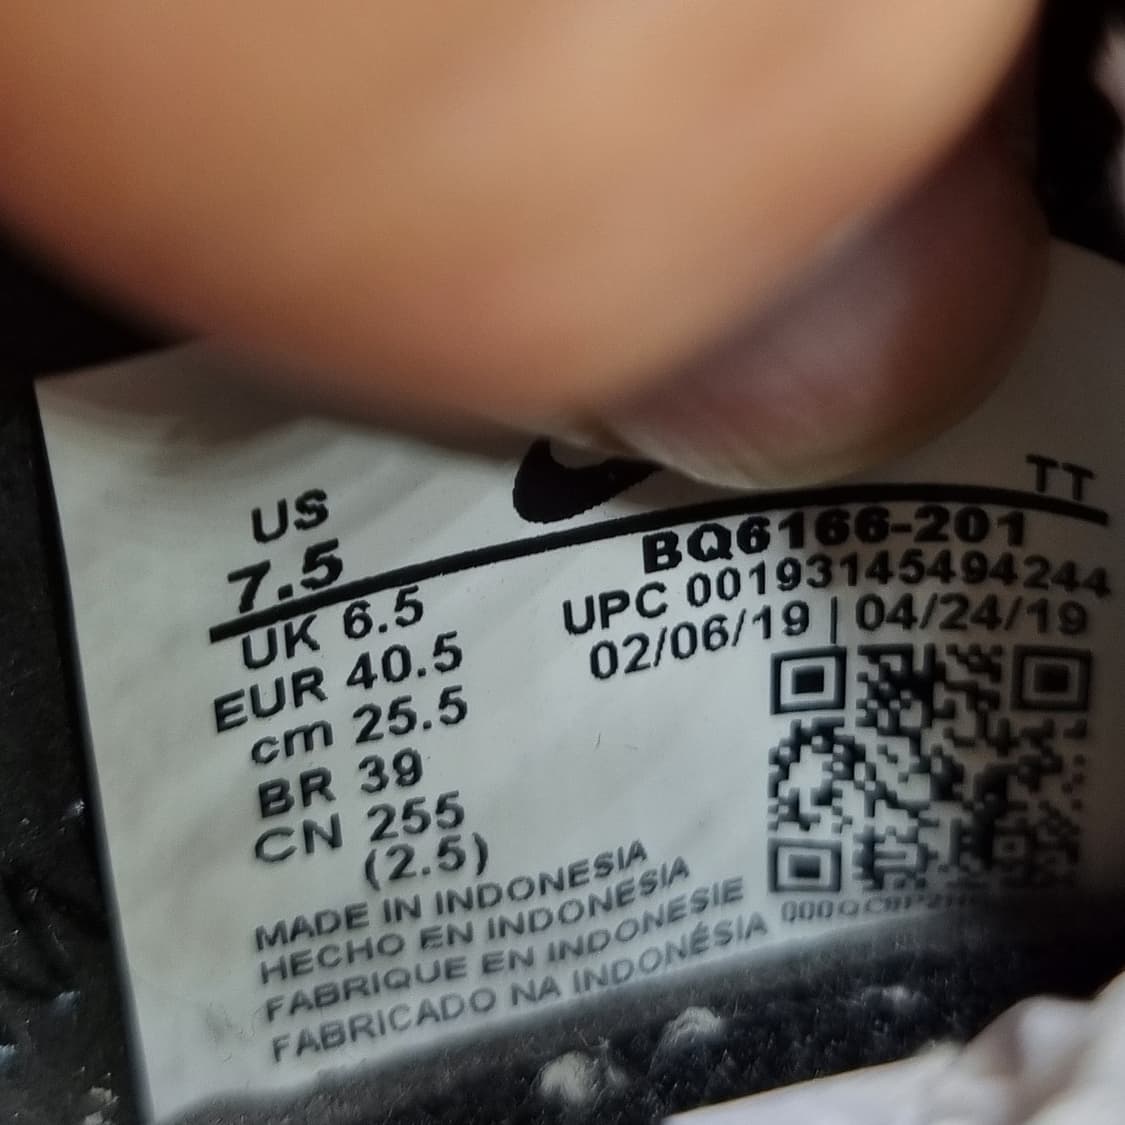 US
7.5
UK 6.5
EUR 40.5
cm 25.5
BR 39
CN 255
(2.5)
TT
BQ6166-201
UPC 00193145494244
02/06/19 | 04/24/19
MADE IN INDONESIA
HECHO EN INDONESIA
FABRIQUE EN INDONESIE
FABRICADO NA INDONÉSIA